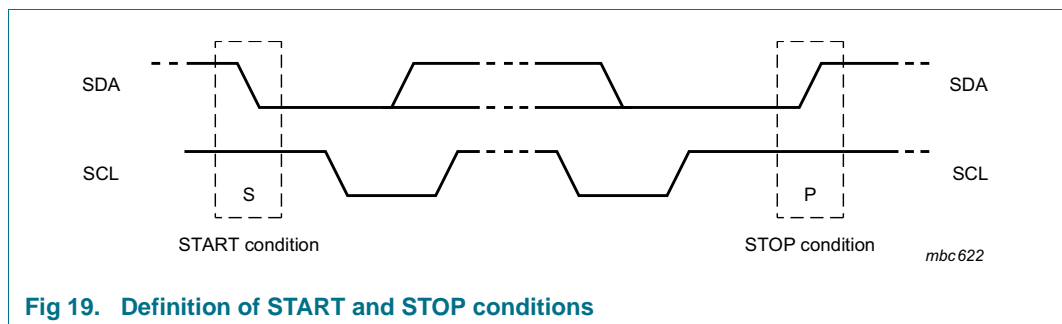 SDA SDA
SCL SCL
S P
START condition STOP condition
mbc622
Fig 19. Definition of START and STOP conditions